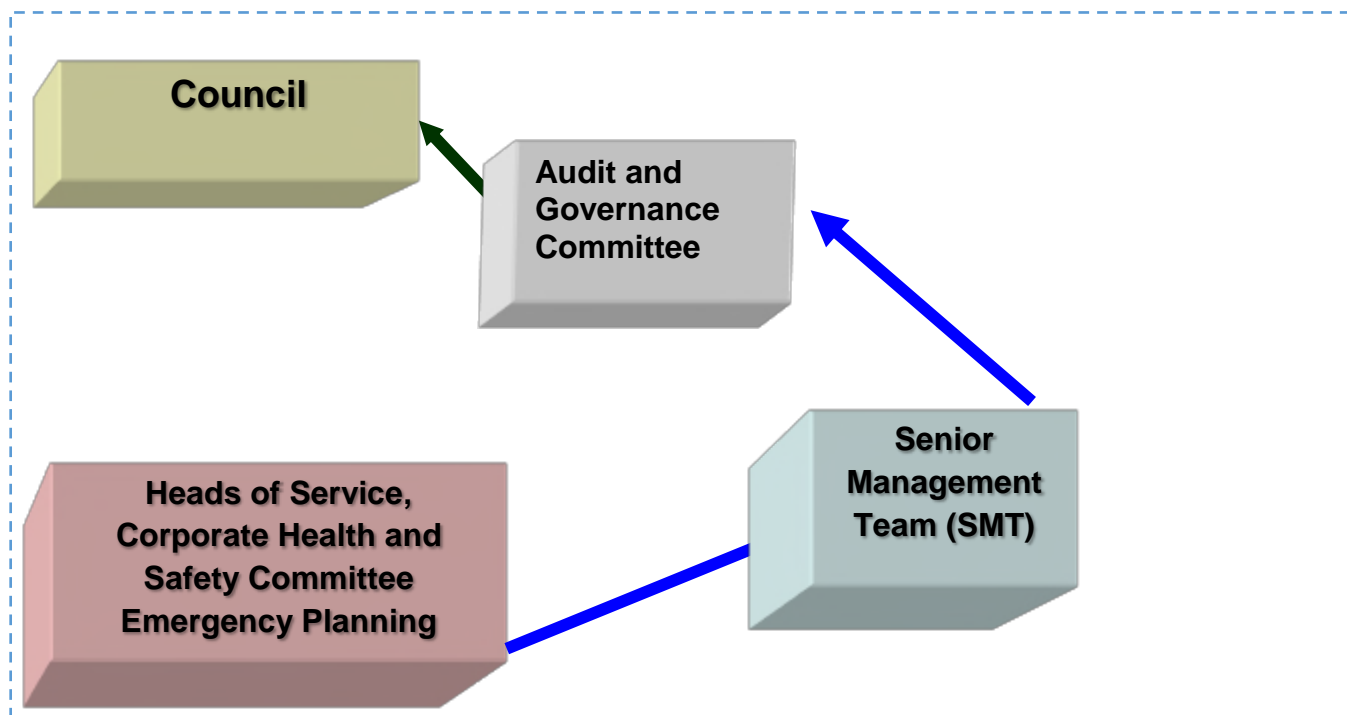 Council
Audit and
Governance
Committee
Senior
Management
Team (SMT)
Heads of Service,
Corporate Health and
Safety Committee
Emergency Planning